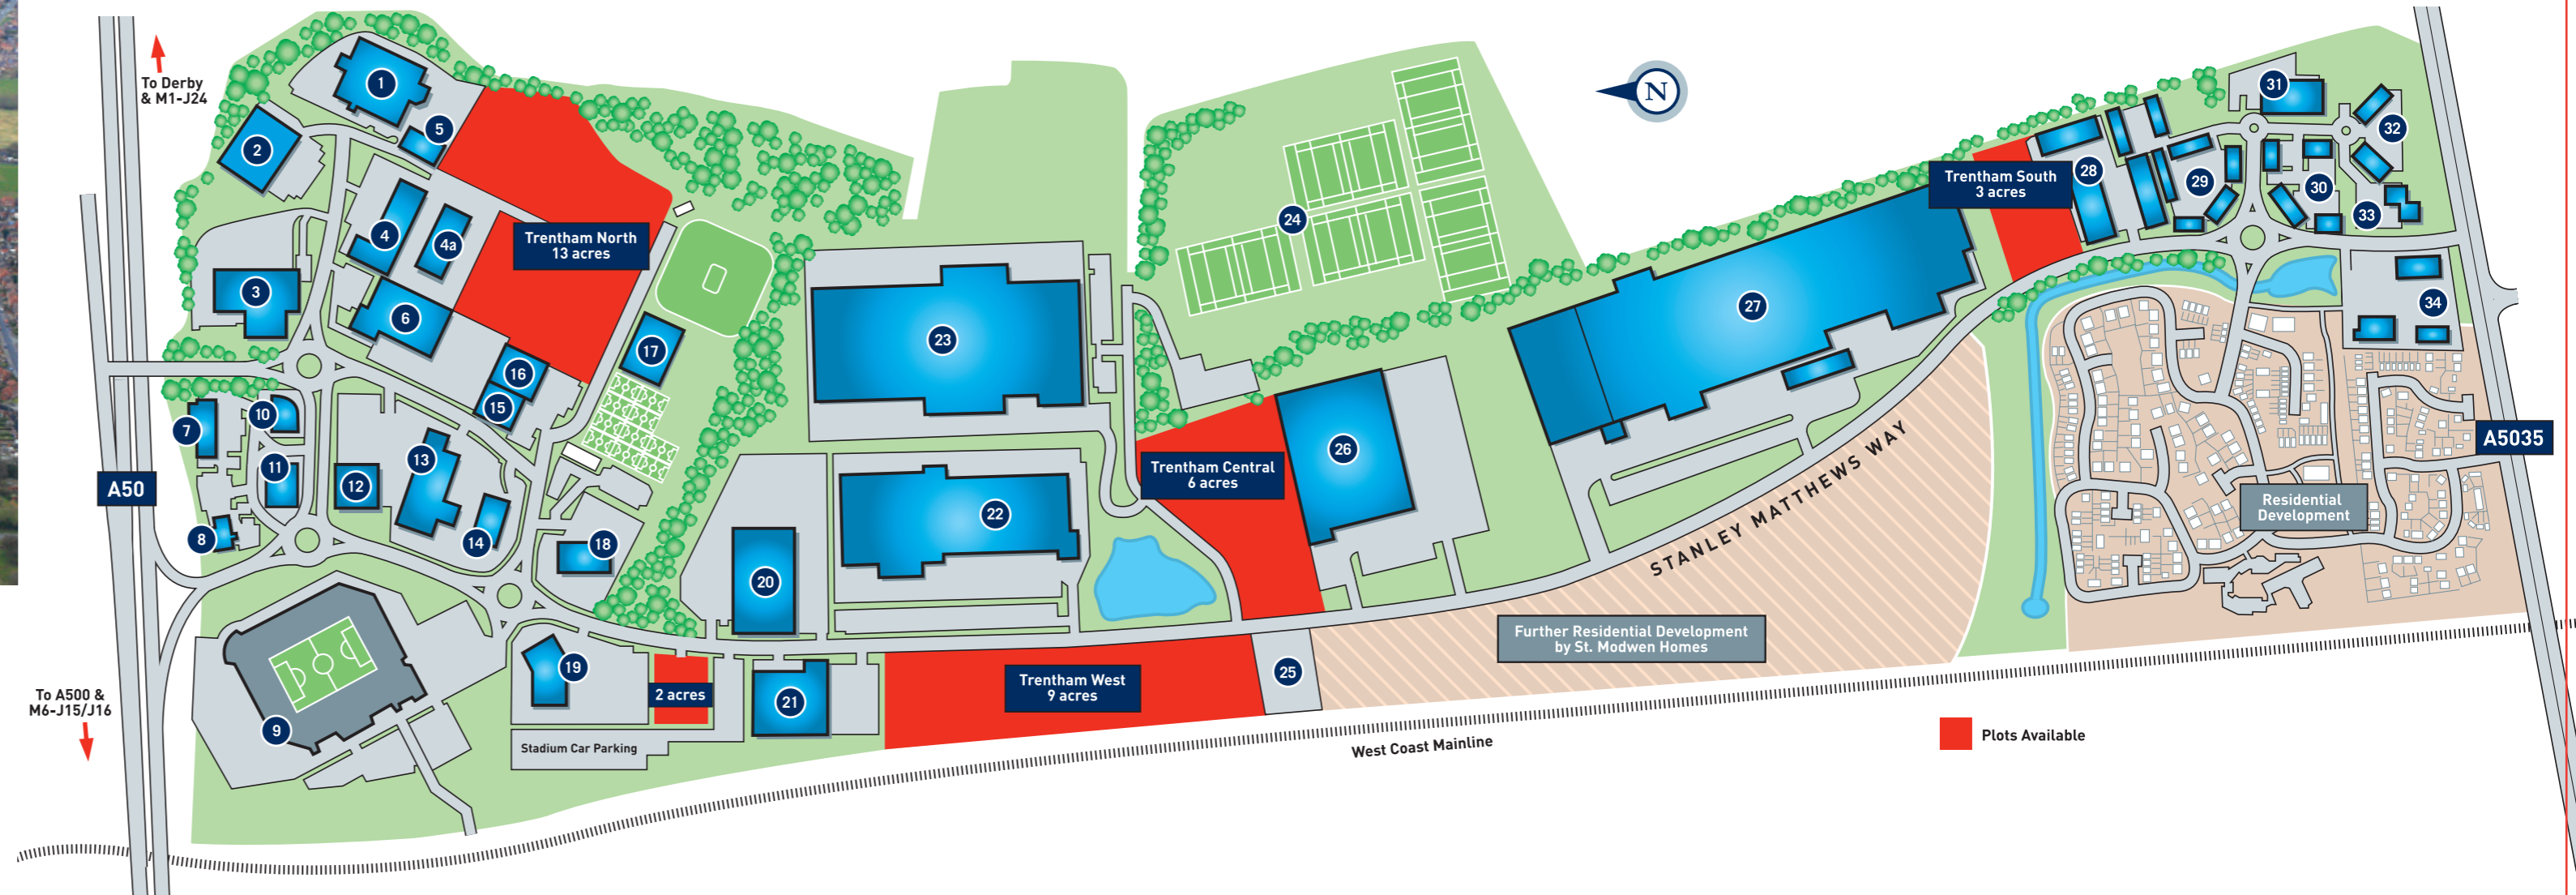 To Derby
& M1-J24
1
5
2
4
4a
3
6
Trentham North
13 acres
17
16
15
10
7
11
12
13
14
8
A50
18
9
To A500 &
M6-J15/J16
19
2 acres
Stadium Car Parking
20
21
22
23
24
N
Trentham Central
6 acres
26
27
Trentham West
9 acres
25
STANLEY MATTHEWS WAY
Further Residential Development
by St. Modwen Homes
West Coast Mainline
Trentham South
3 acres
28
29
30
31
32
33
34
A5035
Residential
Development
Plots Available